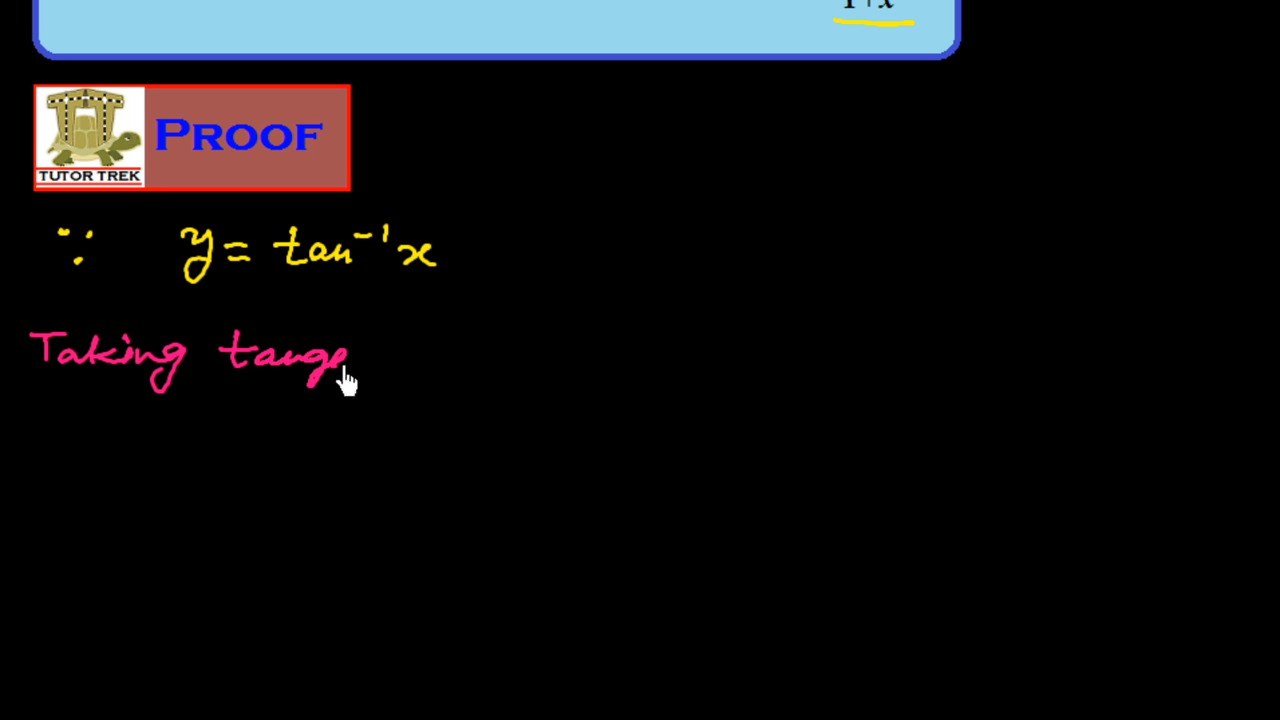 PROOF
TUTOR TREK
∵ y = tan⁻¹x
Taking tange